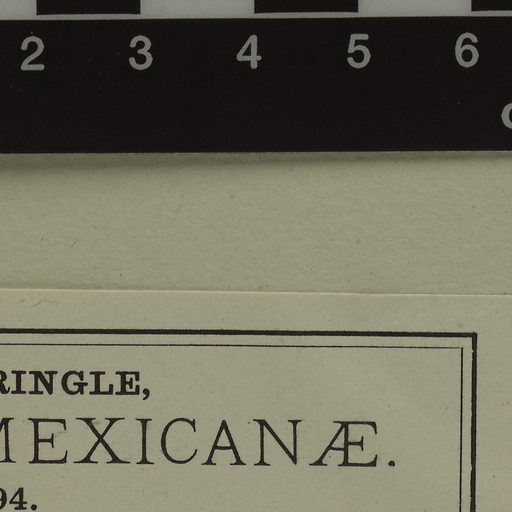 2 3 4 5 6
RINGLE,
MEXICANÆ.
94.